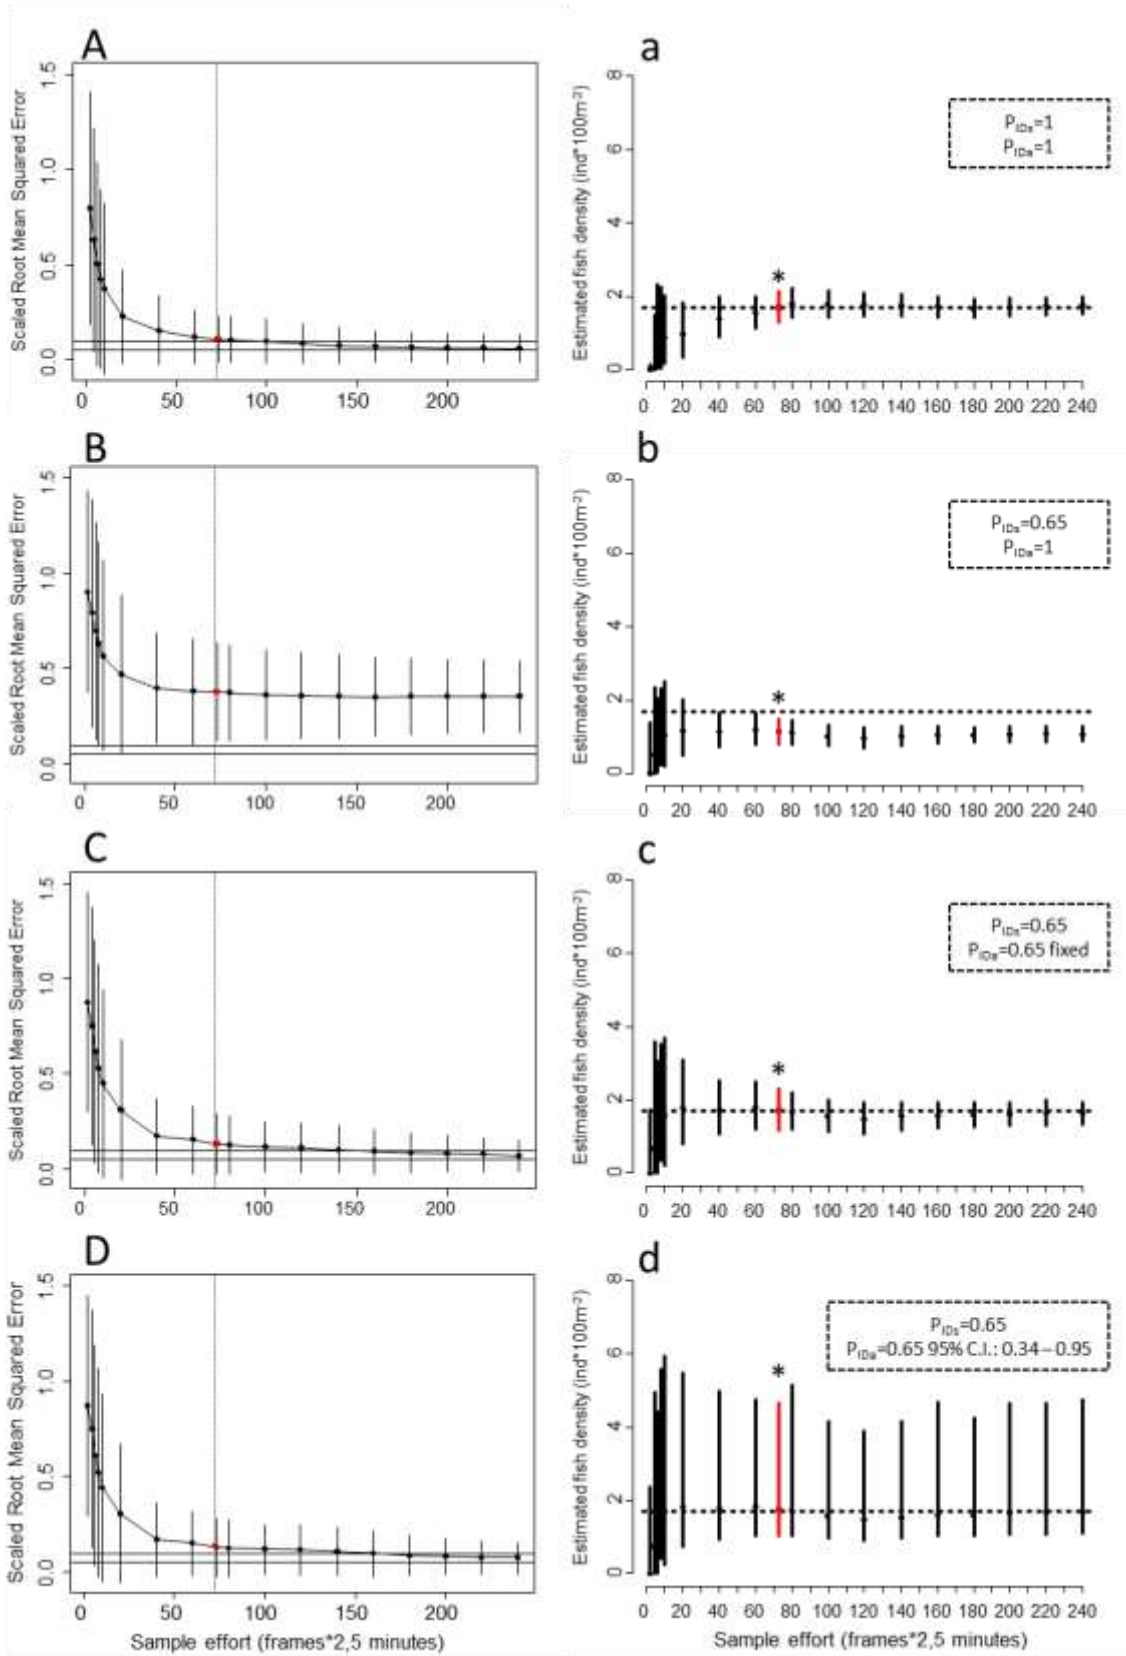 A
Scaled Root Mean Squared Error
1.5
1.0
0.5
0.0
0 50 100 150 200
a
Estimated fish density (ind*100m-2)
8
6
4
2
0
*
P_IDs=1
P_IDa=1
0 20 40 60 80 100 120 140 160 180 200 220 240
B
Scaled Root Mean Squared Error
1.5
1.0
0.5
0.0
0 50 100 150 200
b
Estimated fish density (ind*100m-2)
8
6
4
2
0
*
P_IDs=0.65
P_IDa=1
0 20 40 60 80 100 120 140 160 180 200 220 240
C
Scaled Root Mean Squared Error
1.5
1.0
0.5
0.0
0 50 100 150 200
c
Estimated fish density (ind*100m-2)
8
6
4
2
0
*
P_IDs=0.65
P_IDa=0.65 fixed
0 20 40 60 80 100 120 140 160 180 200 220 240
D
Scaled Root Mean Squared Error
1.5
1.0
0.5
0.0
0 50 100 150 200
Sample effort (frames*2,5 minutes)
d
Estimated fish density (ind*100m-2)
8
6
4
2
0
*
P_IDs=0.65
P_IDa=0.65 95% C.I.: 0.34–0.95
0 20 40 60 80 100 120 140 160 180 200 220 240
Sample effort (frames*2,5 minutes)